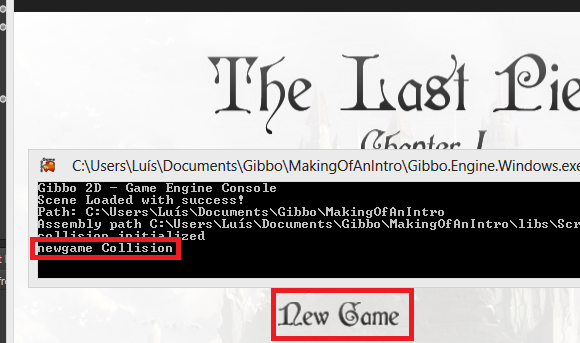 The Last Pie
Chapter I
C:\Users\Luís\Documents\Gibbo\MakingOfAnIntro\Gibbo.Engine.Windows.exe
Gibbo 2D - Game Engine Console
Scene Loaded with success!
Path: C:\Users\Luís\Documents\Gibbo\MakingOfAnIntro
Assembly path C:\Users\Luís\Documents\Gibbo\MakingOfAnIntro\libs\Scr
collision initialized
newgame Collision
New Game